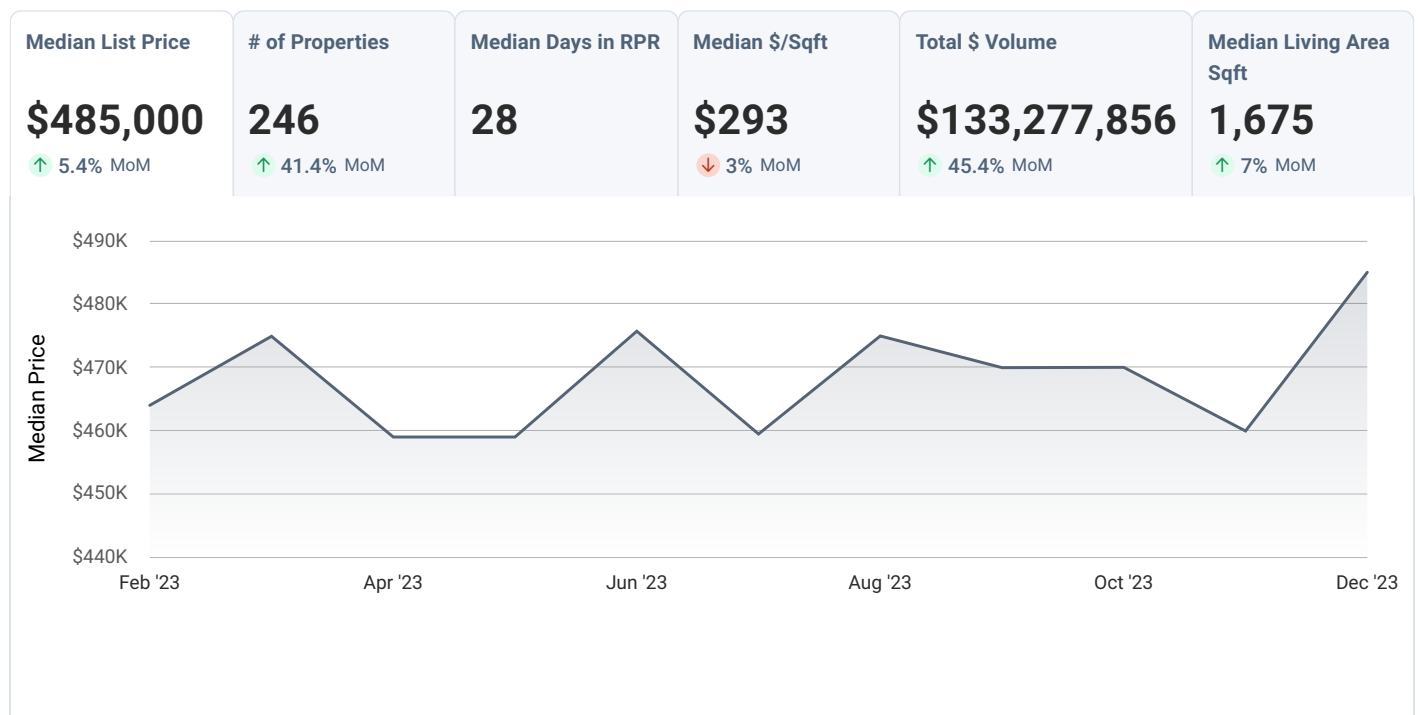 Median List Price
$485,000
5.4% MoM
# of Properties
246
41.4% MoM
Median Days in RPR
28
Median $/Sqft
$293
3% MoM
Total $ Volume
$133,277,856
45.4% MoM
Median Living Area
Sqft
1,675
7% MoM
Median Price
$490K
$480K
$470K
$460K
$450K
$440K
Feb '23
Apr '23
Jun '23
Aug '23
Oct '23
Dec '23